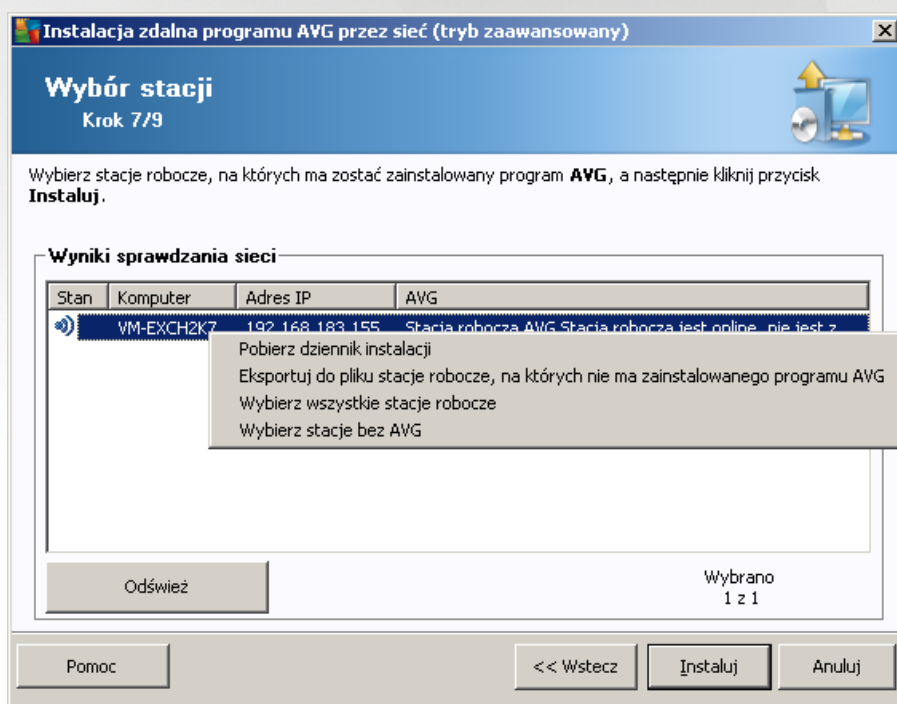 Instalacja zdalna programu AVG przez sieć (tryb zaawansowany)
Wybór stacji
Krok 7/9
Wybierz stacje robocze, na których ma zostać zainstalowany program AVG, a następnie kliknij przycisk
Instaluj.
Wyniki sprawdzania sieci
Stan Komputer Adres IP AVG
VM-EXCH2K7 192.168.183.155 Stacja robocza AVG Stacja robocza jest online, nie jest z...
Pobierz dziennik instalacji
Eksportuj do pliku stacje robocze, na których nie ma zainstalowanego programu AVG
Wybierz wszystkie stacje robocze
Wybierz stacje bez AVG
Odśwież
Wybrano
1 z 1
Pomoc << Wstecz Instaluj Anuluj